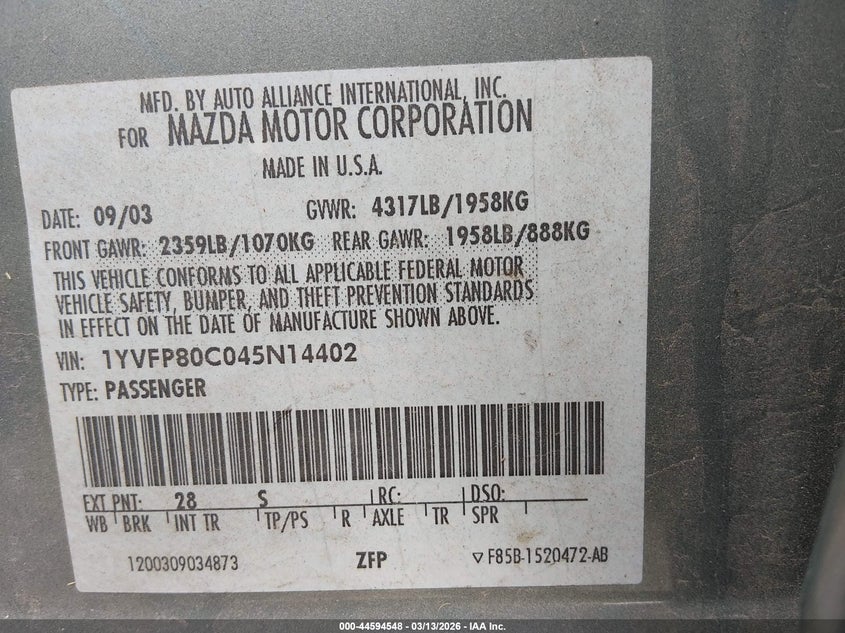 MFD. BY AUTO ALLIANCE INTERNATIONAL, INC.
FOR MAZDA MOTOR CORPORATION
MADE IN U.S.A.
DATE: 09/03 GVWR: 4317LB/1958KG
FRONT GAWR: 2359LB/1070KG REAR GAWR: 1958LB/888KG
THIS VEHICLE CONFORMS TO ALL APPLICABLE FEDERAL MOTOR
VEHICLE SAFETY, BUMPER, AND THEFT PREVENTION STANDARDS
IN EFFECT ON THE DATE OF MANUFACTURE SHOWN ABOVE.
VIN: 1YVFP80C045N14402
TYPE: PASSENGER
EXT PNT: 28 S RC: DSO:
WB BRK INT TR TP/PS R AXLE TR SPR
1200309034873 ZFP ▽ F85B-1520472-AB
000-44594548 - 03/13/2026 - IAA Inc.